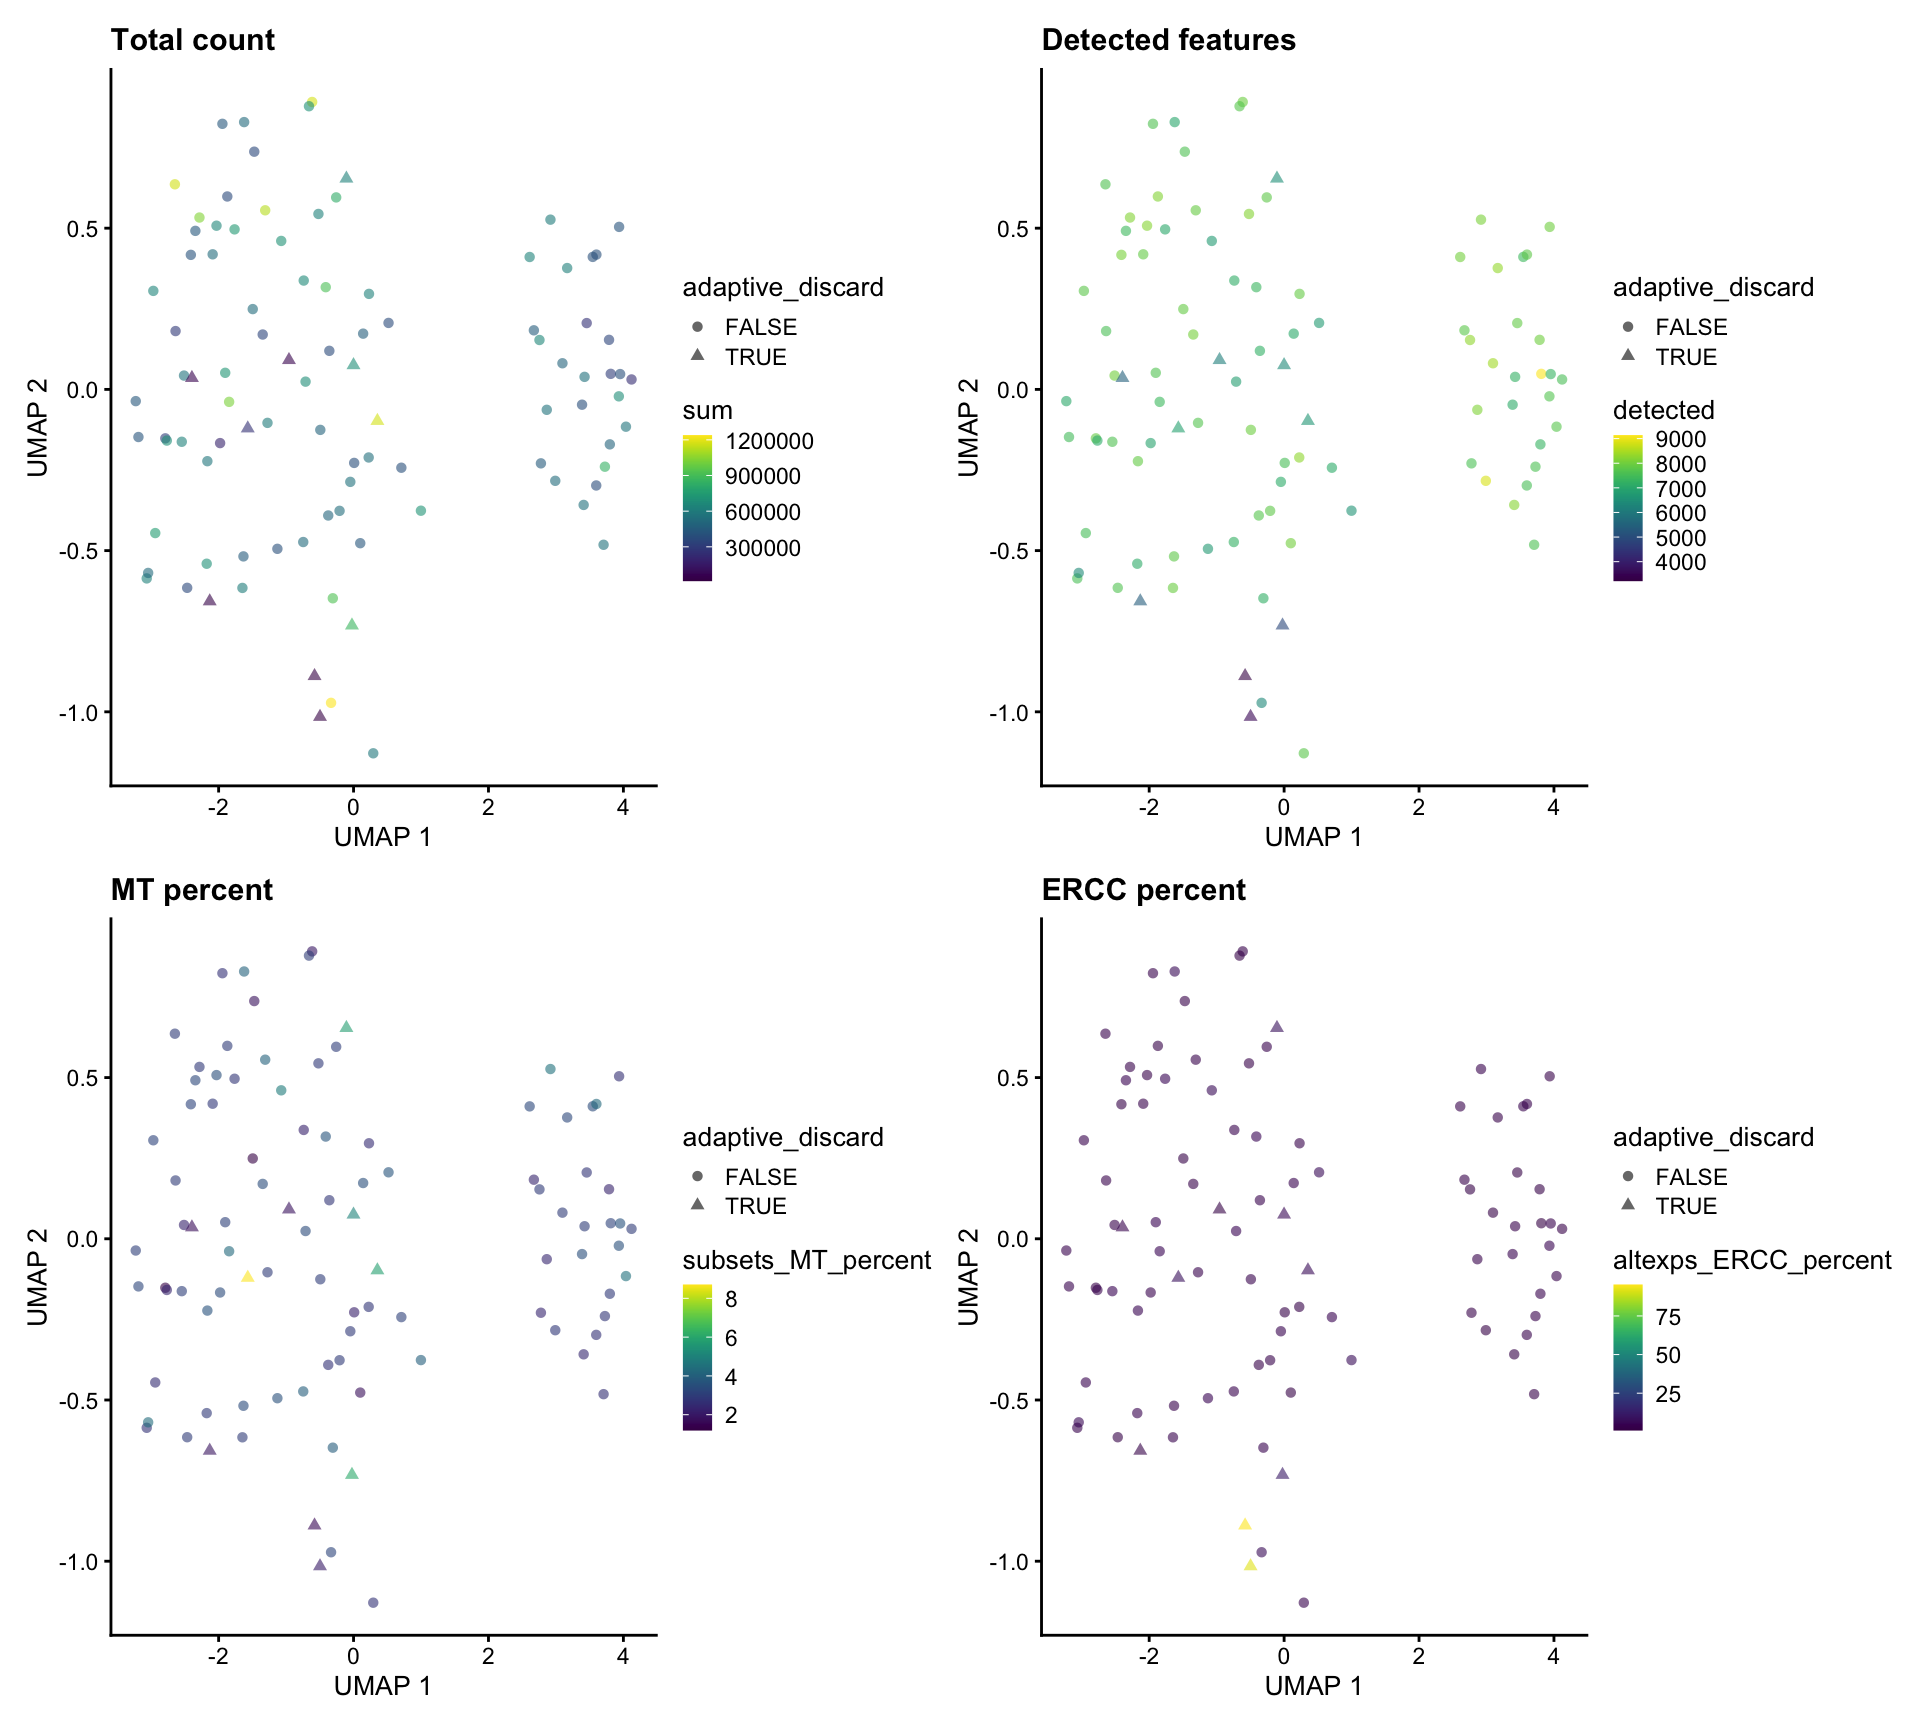 Total count
UMAP 2
0.5
0.0
-0.5
-1.0
-2 0 2 4
UMAP 1
adaptive_discard
FALSE
TRUE
sum
1200000
900000
600000
300000
Detected features
UMAP 2
0.5
0.0
-0.5
-1.0
-2 0 2 4
UMAP 1
adaptive_discard
FALSE
TRUE
detected
9000
8000
7000
6000
5000
4000
MT percent
UMAP 2
0.5
0.0
-0.5
-1.0
-2 0 2 4
UMAP 1
adaptive_discard
FALSE
TRUE
subsets_MT_percent
8
6
4
2
ERCC percent
UMAP 2
0.5
0.0
-0.5
-1.0
-2 0 2 4
UMAP 1
adaptive_discard
FALSE
TRUE
altexps_ERCC_percent
75
50
25